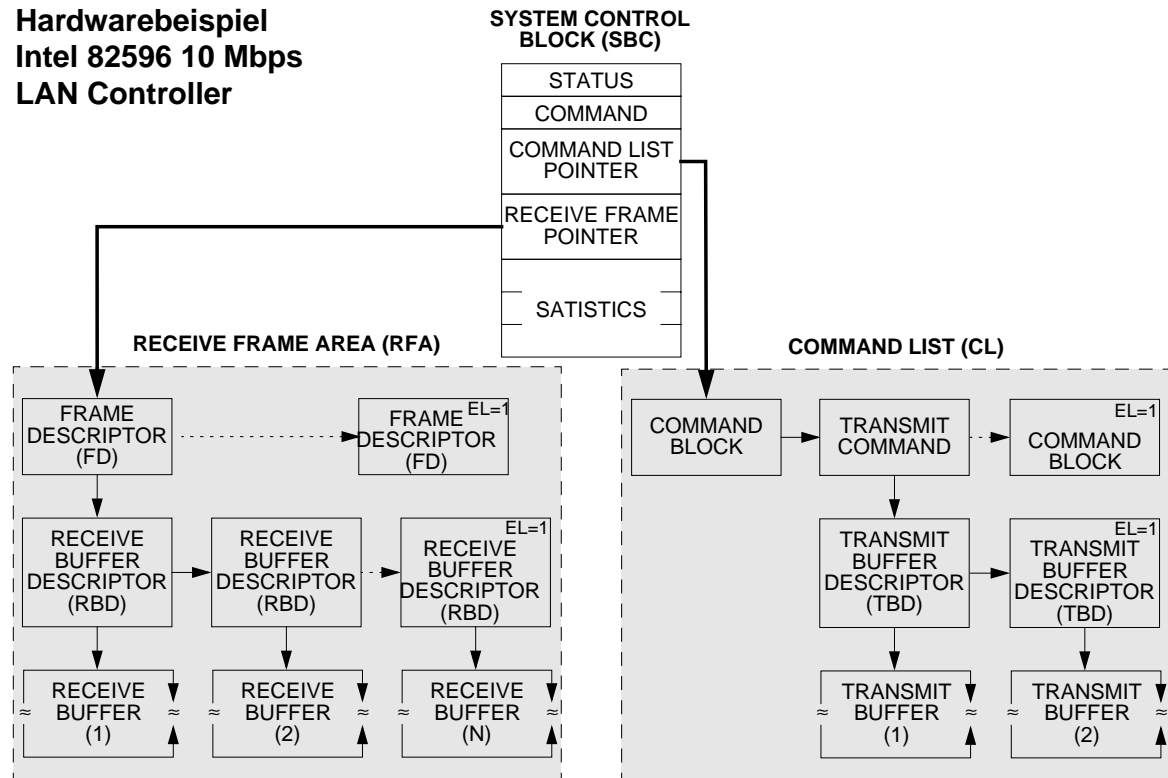 Hardwarebeispiel
Intel 82596 10 Mbps
LAN Controller
SYSTEM CONTROL
BLOCK (SBC)
STATUS
COMMAND
COMMAND LIST
POINTER
RECEIVE FRAME
POINTER
SATISTICS
RECEIVE FRAME AREA (RFA)
FRAME
DESCRIPTOR
(FD)
EL=1
FRAME
DESCRIPTOR
(FD)
RECEIVE
BUFFER
DESCRIPTOR
(RBD)
RECEIVE
BUFFER
DESCRIPTOR
(RBD)
EL=1
RECEIVE
BUFFER
DESCRIPTOR
(RBD)
≈ RECEIVE ≈
BUFFER
(1)
≈ RECEIVE ≈
BUFFER
(2)
≈ RECEIVE ≈
BUFFER
(N)
COMMAND LIST (CL)
COMMAND
BLOCK
TRANSMIT
COMMAND
EL=1
COMMAND
BLOCK
TRANSMIT
BUFFER
DESCRIPTOR
(TBD)
EL=1
TRANSMIT
BUFFER
DESCRIPTOR
(TBD)
≈ TRANSMIT ≈
BUFFER
(1)
≈ TRANSMIT ≈
BUFFER
(2)